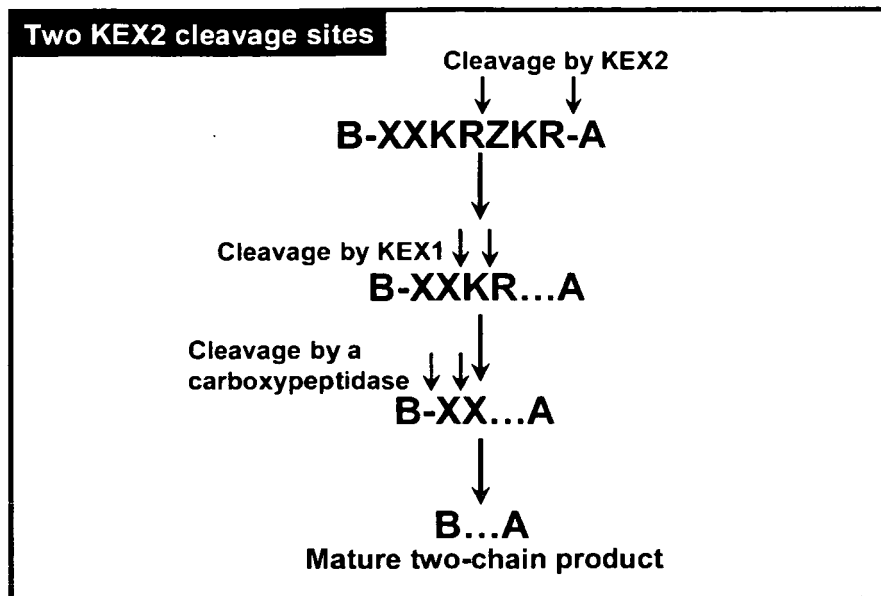 Two KEX2 cleavage sites
Cleavage by KEX2
B-XXKRZKR-A
Cleavage by KEX1
B-XXKR...A
Cleavage by a
carboxypeptidase
B-XX...A
B...A
Mature two-chain product